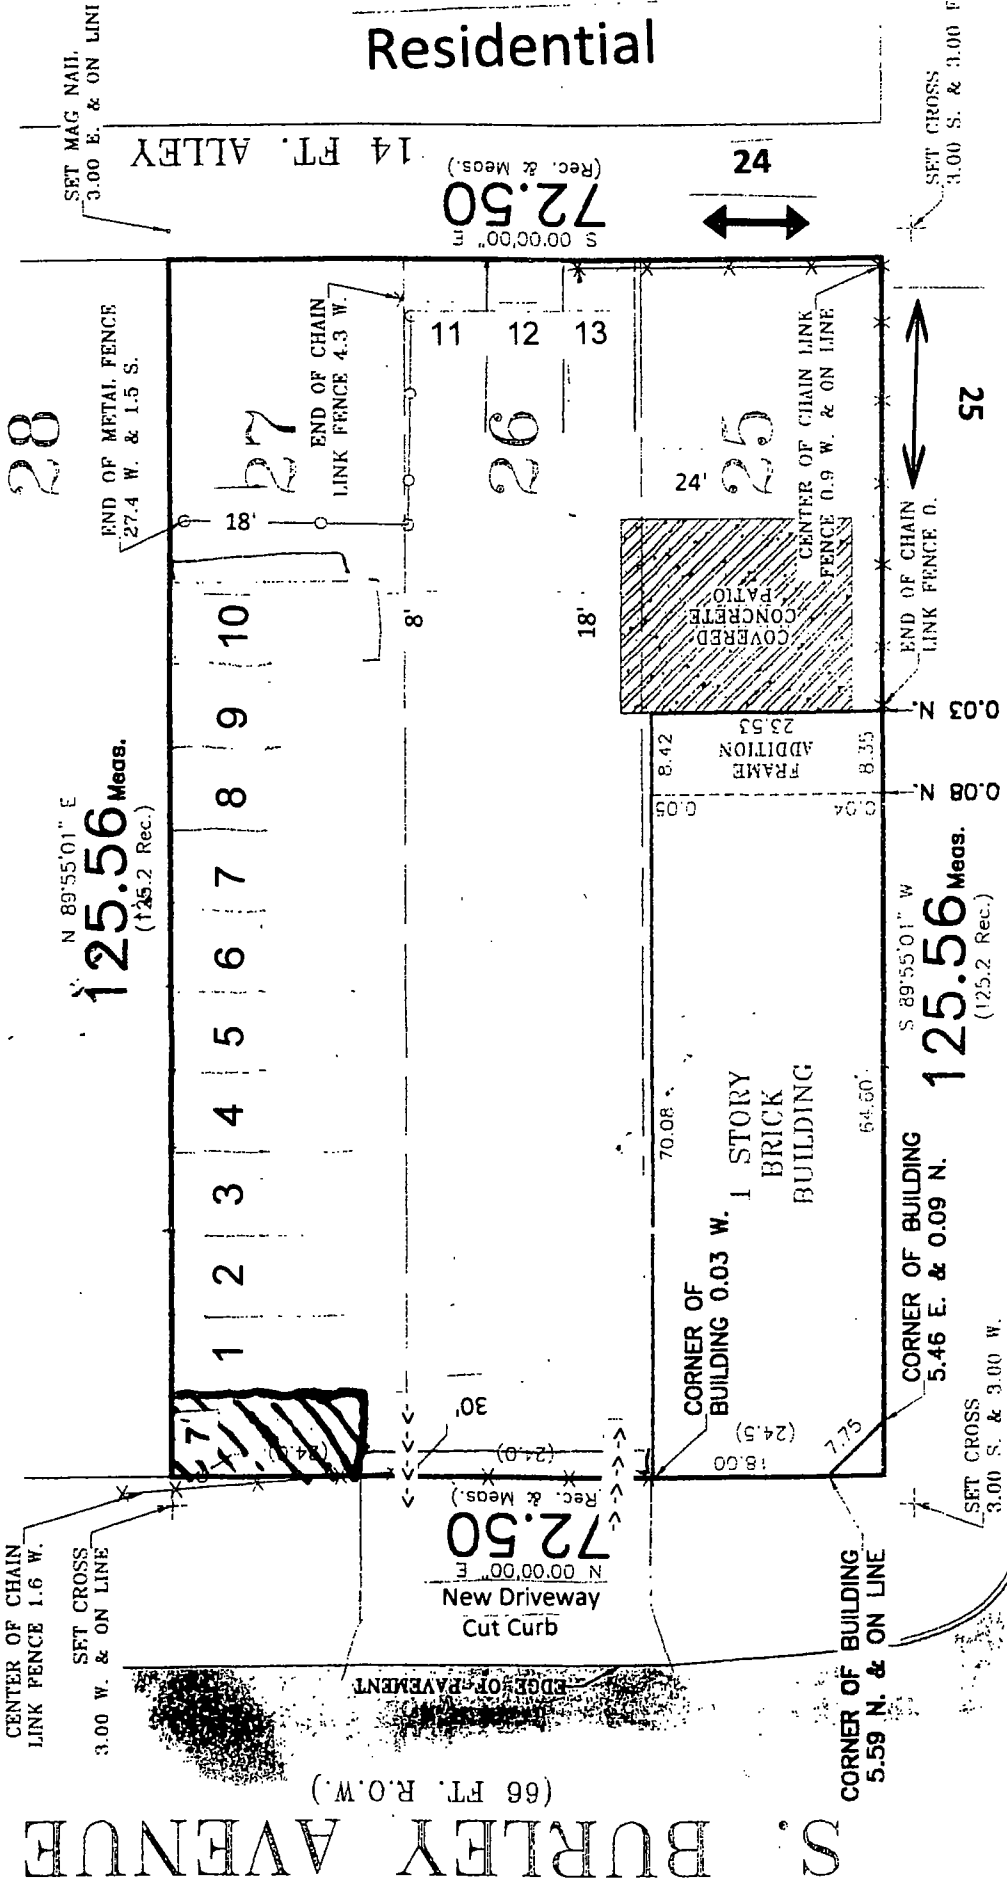 Residential
SET MAG NAIL
3.00 E. & ON LINE
14 FT. ALLEY
(Rec. & Meas.)
72.50
S 00°00'00" E
24
SET CROSS
3.00 S. & 3.00
28
END OF METAL FENCE
27.4 W. & 1.5 S.
27
END OF CHAIN
LINK FENCE 4.3 W.
11
12
13
26
25
24'
CENTER OF CHAIN LINK
FENCE 0.9 W. & ON LINE
25
18'
10
8'
18'
COVERED
CONCRETE
PATIO
END OF CHAIN
LINK FENCE 0.
0.03 N.
0.08 N.
9
8
7
6
5
4
3
2
1
N 89°55'01" E
125.56 Meas.
(125.2 Rec.)
8.42
FRAME
ADDITION
23.53
8.35
0.05
0.04
S 89°55'01" W
125.56 Meas.
(125.2 Rec.)
70.08
1 STORY
BRICK
BUILDING
64.60
CORNER OF
BUILDING 0.03 W.
CORNER OF BUILDING
5.46 E. & 0.09 N.
7'
(24.0)
30'
(24.0)
(24.5)
18.00
7.75
CENTER OF CHAIN
LINK FENCE 1.6 W.
SET CROSS
3.00 W. & ON LINE
(Rec. & Meas.)
72.50
N 00°00'00" E
New Driveway
Cut Curb
SET CROSS
3.00 S. & 3.00 W.
CORNER OF BUILDING
5.59 N. & ON LINE
EDGE OF PAVEMENT
(66 FT. R.O.W.)
S. BURLEY AVENUE